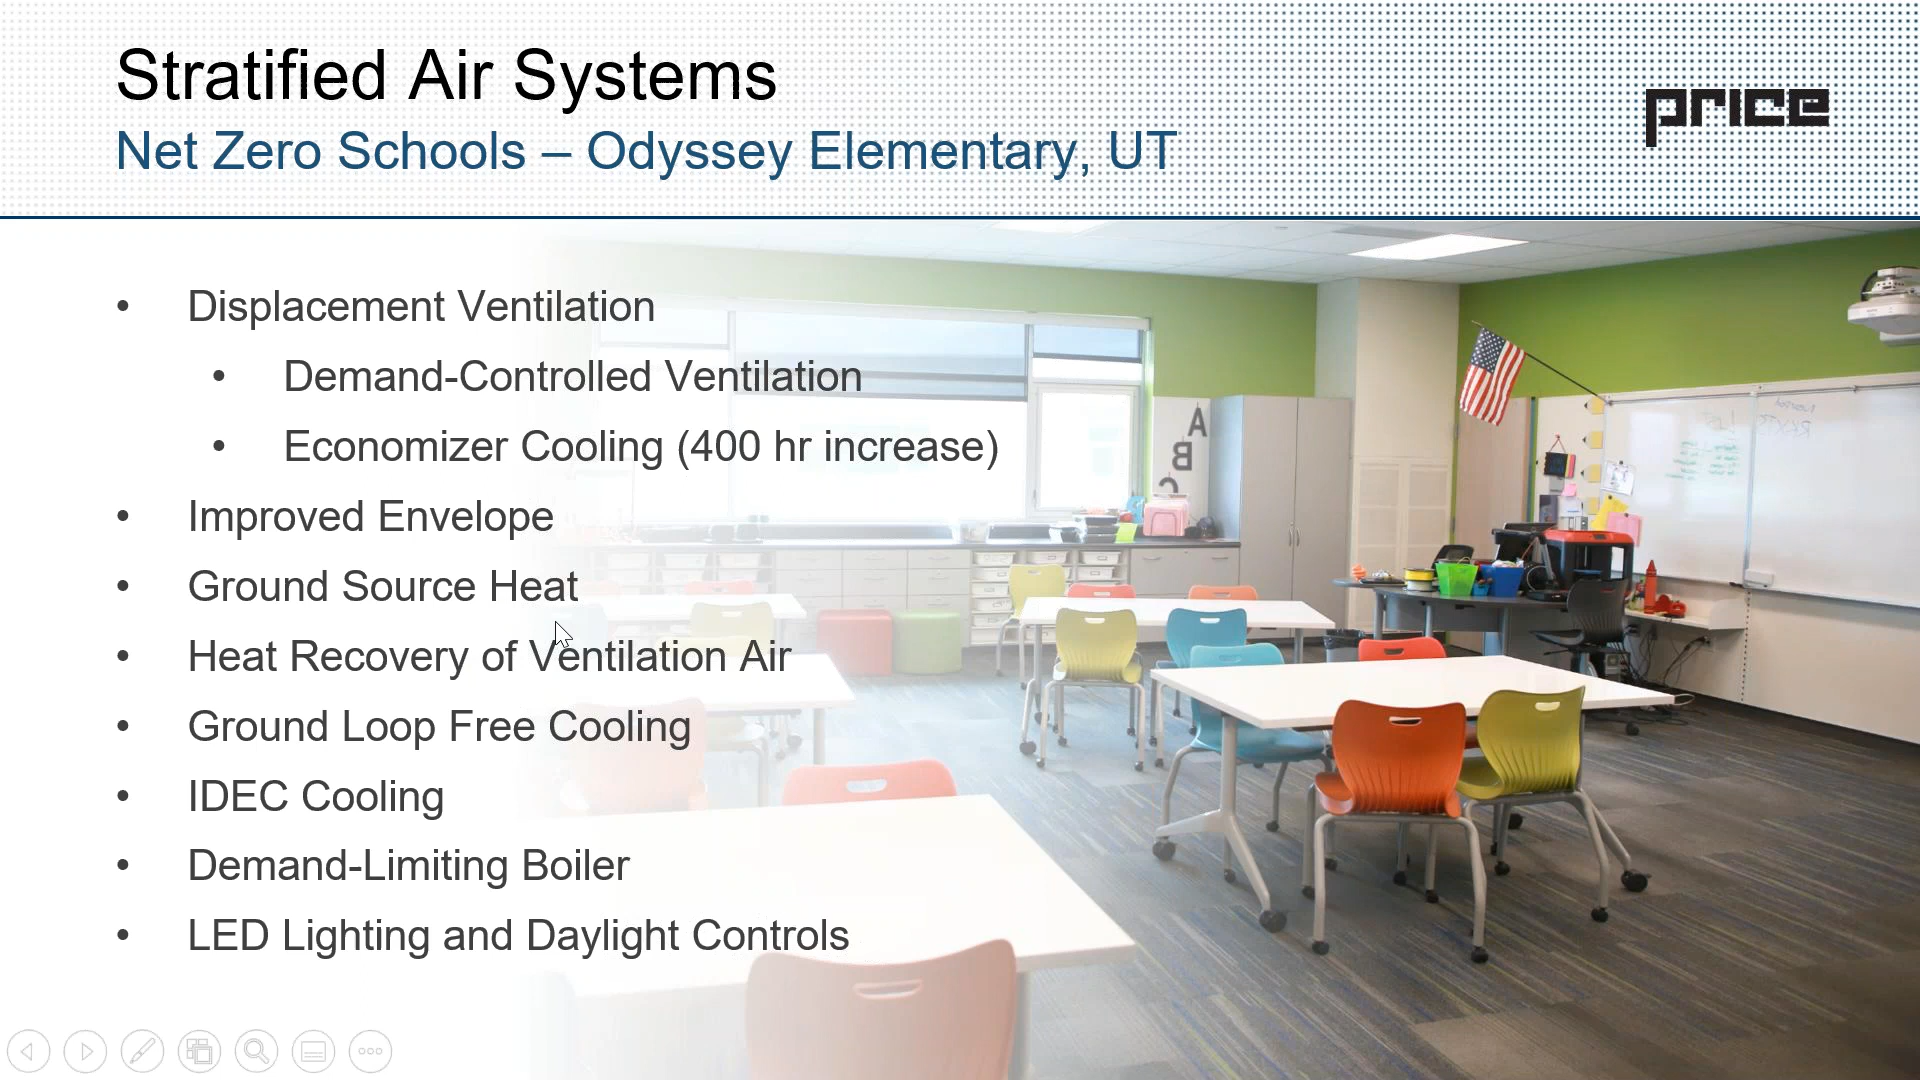 Stratified Air Systems
Net Zero Schools – Odyssey Elementary, UT
price
• Displacement Ventilation
• Demand-Controlled Ventilation
• Economizer Cooling (400 hr increase)
• Improved Envelope
• Ground Source Heat
• Heat Recovery of Ventilation Air
• Ground Loop Free Cooling
• IDEC Cooling
• Demand-Limiting Boiler
• LED Lighting and Daylight Controls
A
B
C